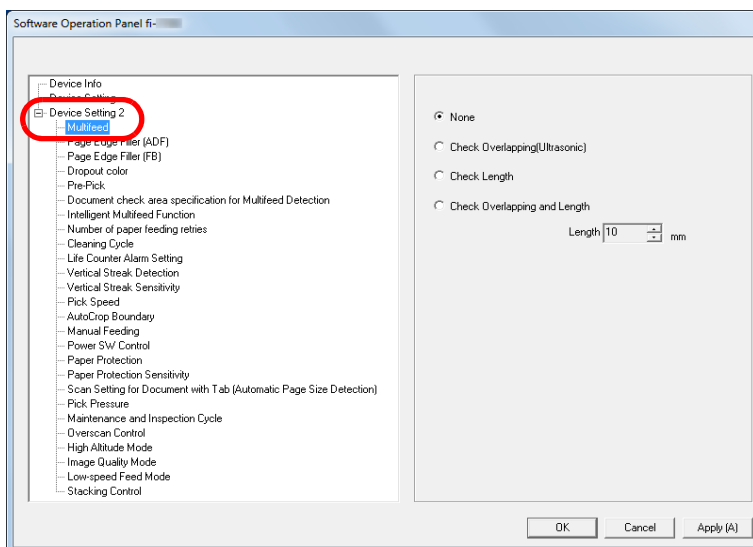 Software Operation Panel fi-
Device Info
Device Setting
Device Setting 2
Multifeed
Page Edge Filler (ADF)
Page Edge Filler (FB)
Dropout color
Pre-Pick
Document check area specification for Multifeed Detection
Intelligent Multifeed Function
Number of paper feeding retries
Cleaning Cycle
Life Counter Alarm Setting
Vertical Streak Detection
Vertical Streak Sensitivity
Pick Speed
AutoCrop Boundary
Manual Feeding
Power SW Control
Paper Protection
Paper Protection Sensitivity
Scan Setting for Document with Tab (Automatic Page Size Detection)
Pick Pressure
Maintenance and Inspection Cycle
Overscan Control
High Altitude Mode
Image Quality Mode
Low-speed Feed Mode
Stacking Control
None
Check Overlapping(Ultrasonic)
Check Length
Check Overlapping and Length
Length 10 mm
OK Cancel Apply (A)